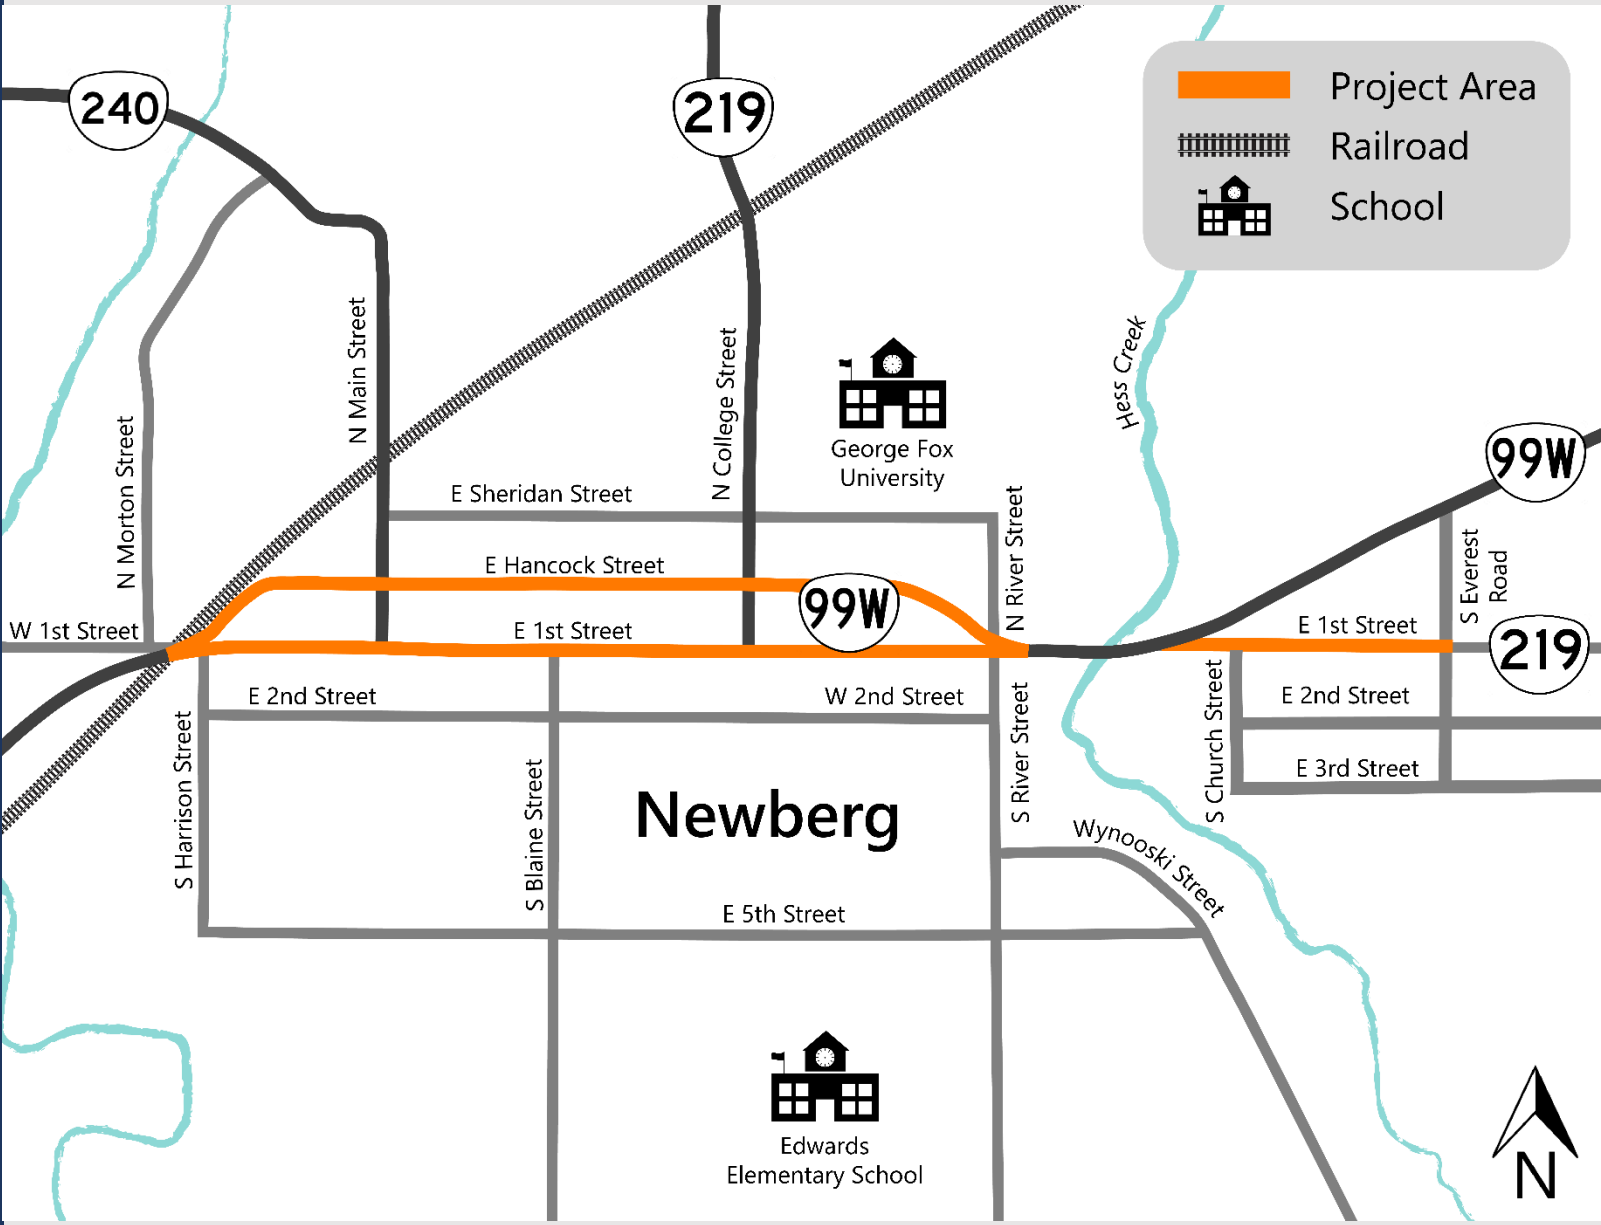 240
219
Project Area
Railroad
School
N Main Street
N College Street
Hess Creek
N Morton Street
George Fox
University
99W
E Sheridan Street
N River Street
S Everest
Road
E Hancock Street
99W
W 1st Street
E 1st Street
E 1st Street
219
E 2nd Street
W 2nd Street
E 2nd Street
S Harrison Street
S Blaine Street
S River Street
S Church Street
E 3rd Street
Newberg
Wynooski Street
E 5th Street
Edwards
Elementary School
N